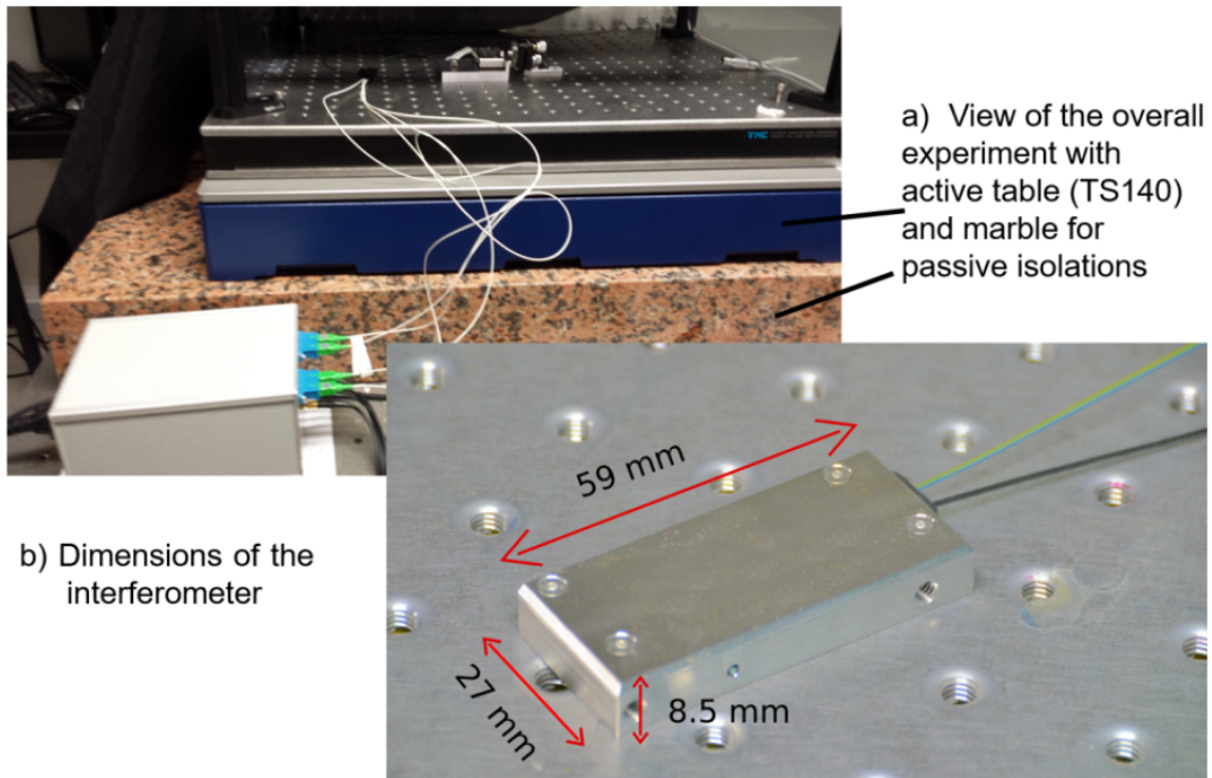 TMC
a) View of the overall
experiment with
active table (TS140)
and marble for
passive isolations
59 mm
b) Dimensions of the
interferometer
27 mm
8.5 mm